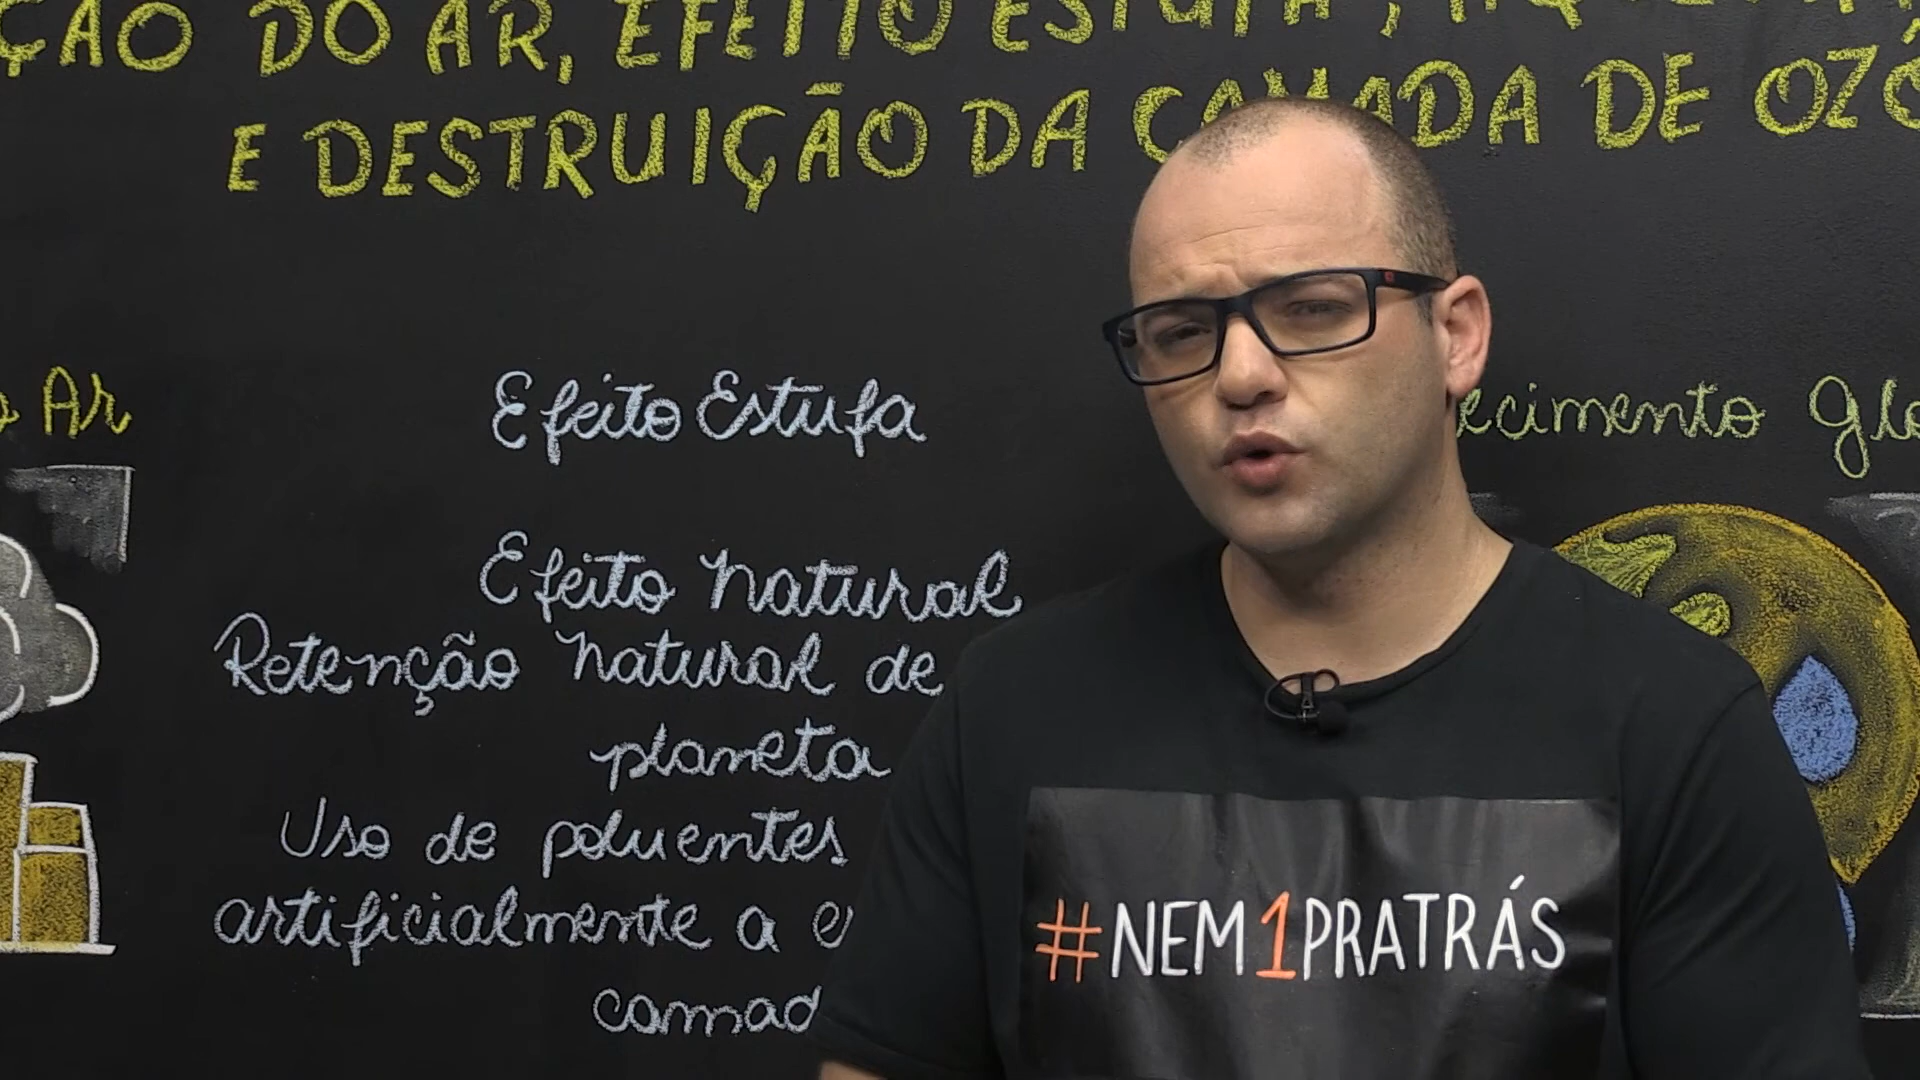 ÇÃO DO AR, EFEITO ESTUFA,
E DESTRUIÇÃO DA CAMADA DE OZÔ
Ar
Efeito Estufa
ecimento Glo
Efeito Natural
Retenção Natural de
planeta
Uso de poluentes
artificialmente a
camad
#NEM1PRATRÁS